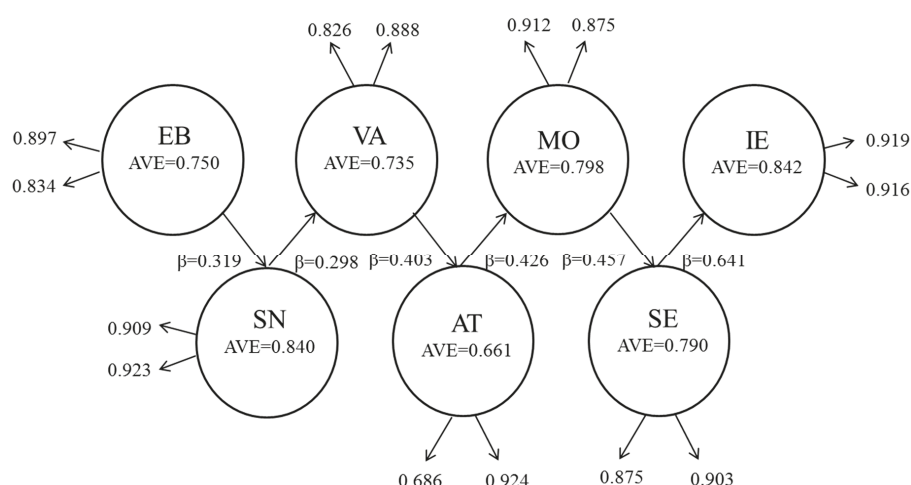 0.826
0.888
0.912
0.875
EB
AVE=0.750
VA
AVE=0.735
MO
AVE=0.798
IE
AVE=0.842
0.897
0.834
0.919
0.916
β=0.319
β=0.298
β=0.403
β=0.426
β=0.457
β=0.641
SN
AVE=0.840
AT
AVE=0.661
SE
AVE=0.790
0.909
0.923
0.686
0.924
0.875
0.903